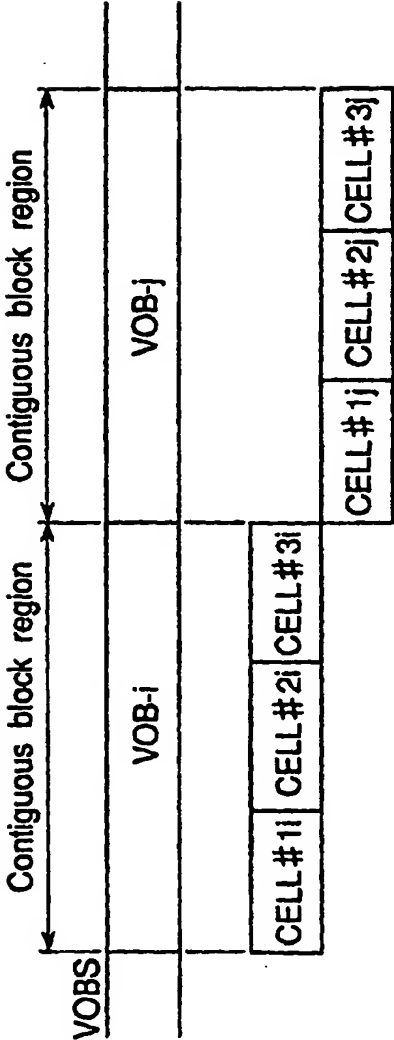 Contiguous block region
Contiguous block region
VOBS
VOB-i
VOB-j
CELL#1i
CELL#2i
CELL#3i
CELL#1j
CELL#2j
CELL#3j